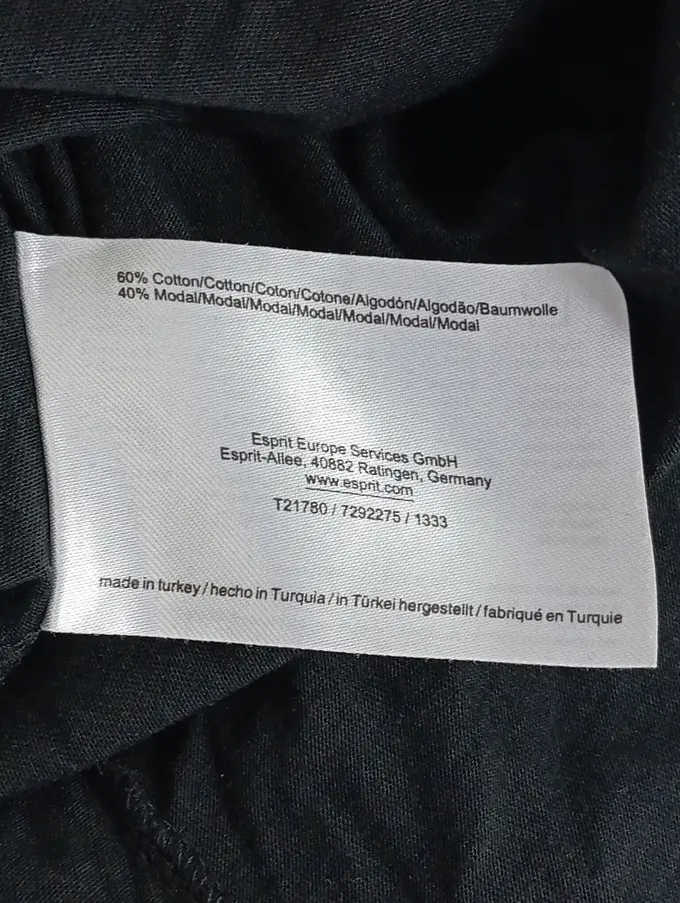 60% Cotton/Cotton/Coton/Cotone/Algodón/Algodão/Baumwolle
40% Modal/Modal/Modal/Modal/Modal/Modal/Modal
Esprit Europe Services GmbH
Esprit-Allee, 40882 Ratingen, Germany
www.esprit.com
T21780 / 7292275 / 1333
made in turkey / hecho in Turquia / in Türkei hergestellt / fabriqué en Turquie